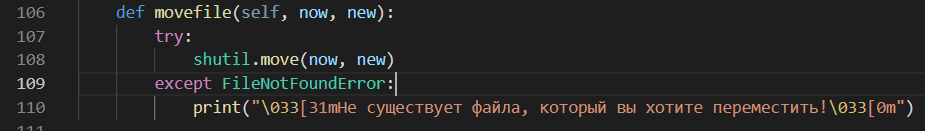 106 def movefile(self, now, new):
107 try:
108 shutil.move(now, new)
109 except FileNotFoundError:
110 print("\033[31mНе существует файла, который вы хотите переместить!\033[0m")
111